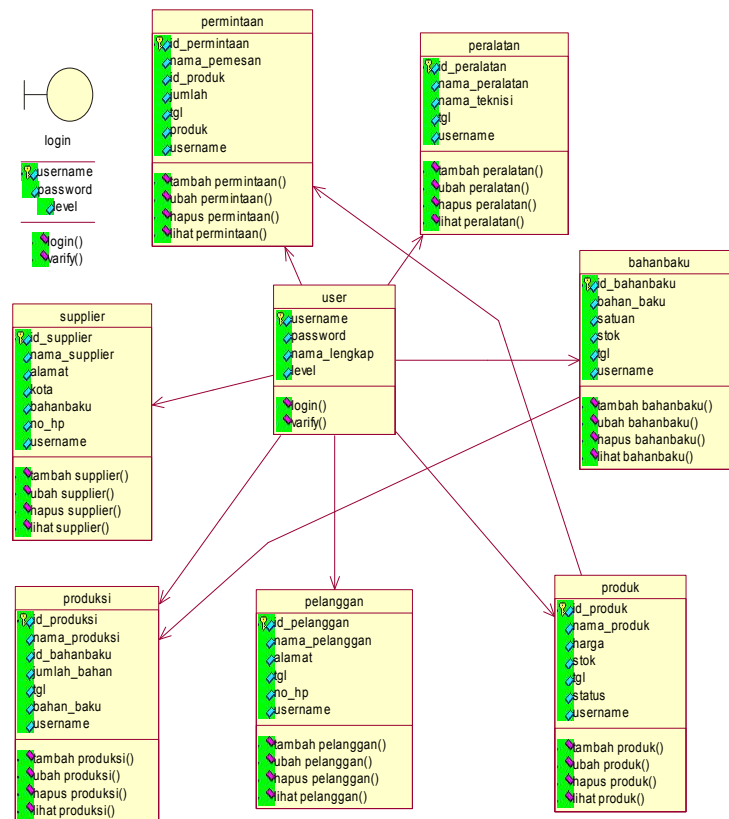 permintaan
id_permintaan
nama_pemesan
id_produk
jumlah
tgl
produk
username
tambah permintaan()
ubah permintaan()
hapus permintaan()
lihat permintaan()
peralatan
id_peralatan
nama_peralatan
nama_teknisi
tgl
username
tambah peralatan()
ubah peralatan()
hapus peralatan()
lihat peralatan()
login
username
password
level
login()
varify()
bahanbaku
id_bahanbaku
bahan_baku
satuan
stok
tgl
username
tambah bahanbaku()
ubah bahanbaku()
hapus bahanbaku()
lihat bahanbaku()
user
username
password
nama_lengkap
level
login()
varify()
supplier
id_supplier
nama_supplier
alamat
kota
bahanbaku
no_hp
username
tambah supplier()
ubah supplier()
hapus supplier()
lihat supplier()
produksi
id_produksi
nama_produksi
id_bahanbaku
jumlah_bahan
tgl
bahan_baku
username
tambah produksi()
ubah produksi()
hapus produksi()
lihat produksi()
pelanggan
id_pelanggan
nama_pelanggan
alamat
tgl
no_hp
username
tambah pelanggan()
ubah pelanggan()
hapus pelanggan()
lihat pelanggan()
produk
id_produk
nama_produk
harga
stok
tgl
status
username
tambah produk()
ubah produk()
hapus produk()
lihat produk()